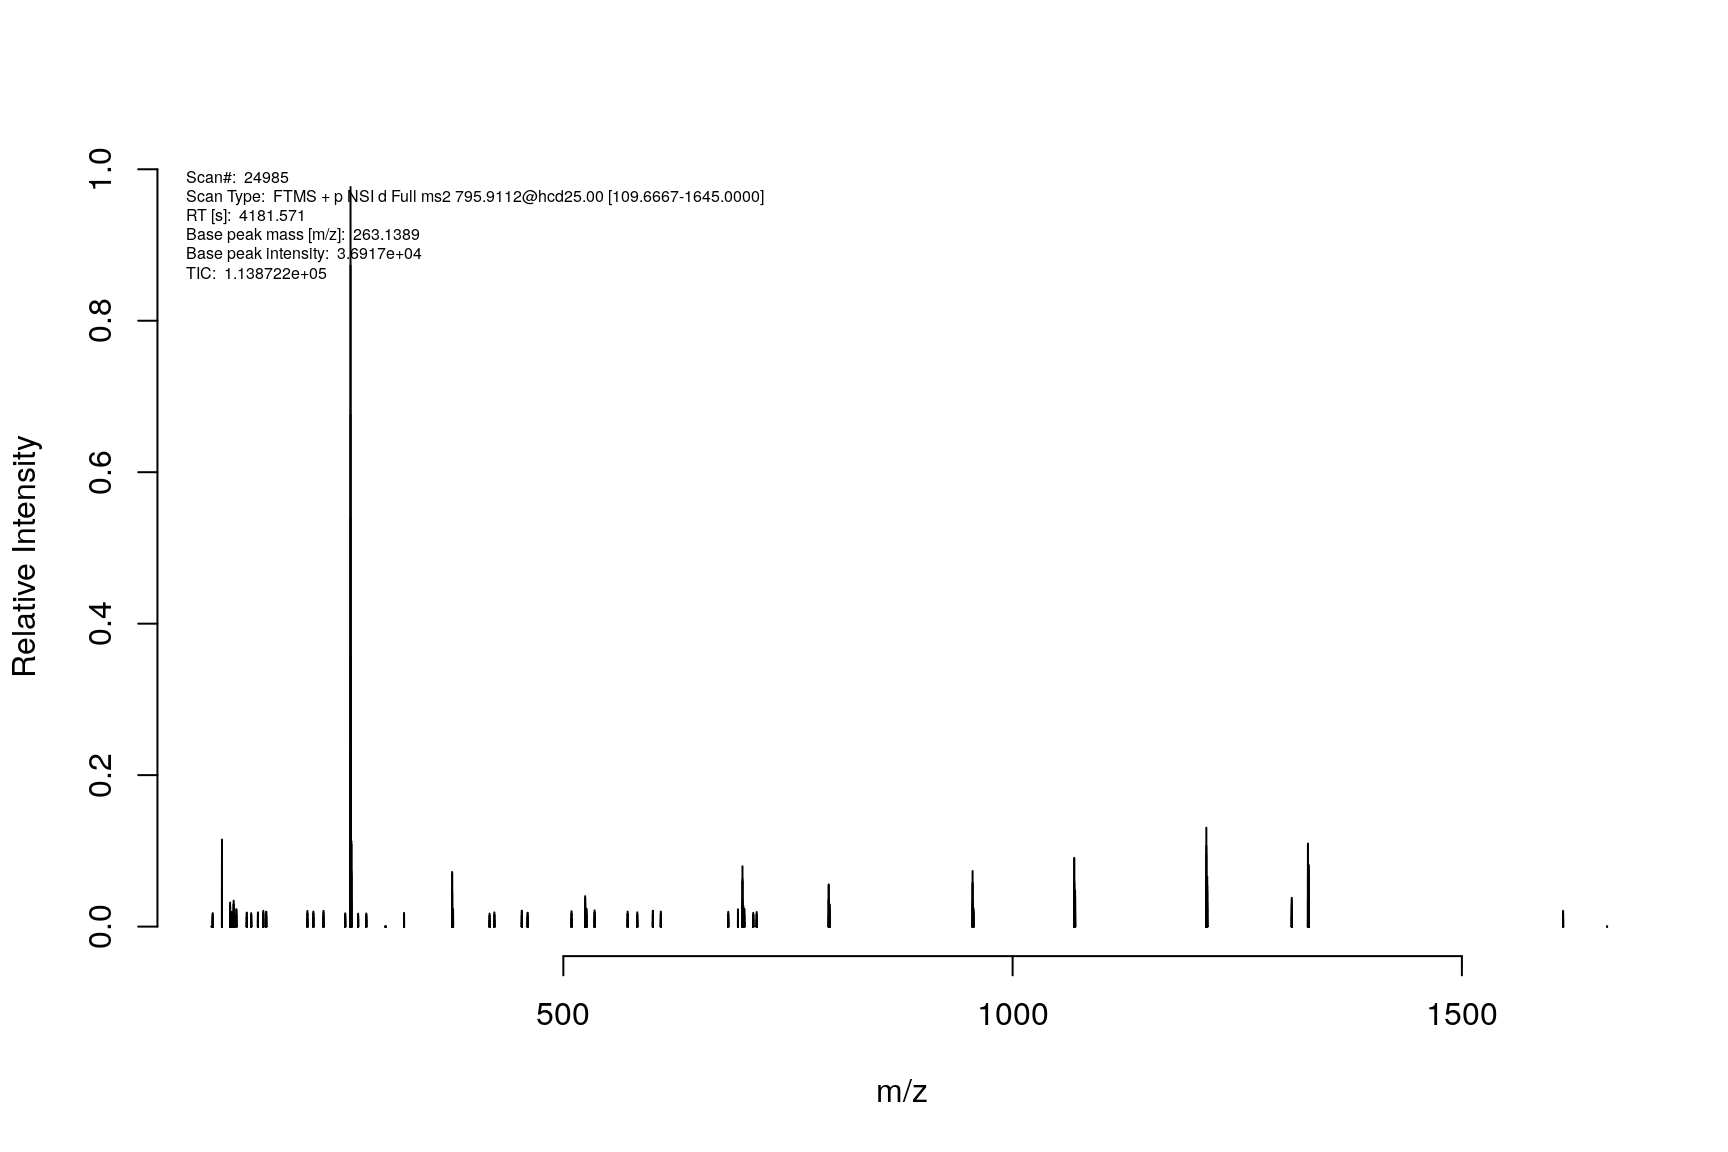 Scan#: 24985
Scan Type: FTMS + p NSI d Full ms2 795.9112@hcd25.00 [109.6667-1645.0000]
RT [s]: 4181.571
Base peak mass [m/z]: 263.1389
Base peak intensity: 3.6917e+04
TIC: 1.138722e+05
1.0
0.8
0.6
0.4
0.2
0.0
Relative Intensity
500 1000 1500
m/z